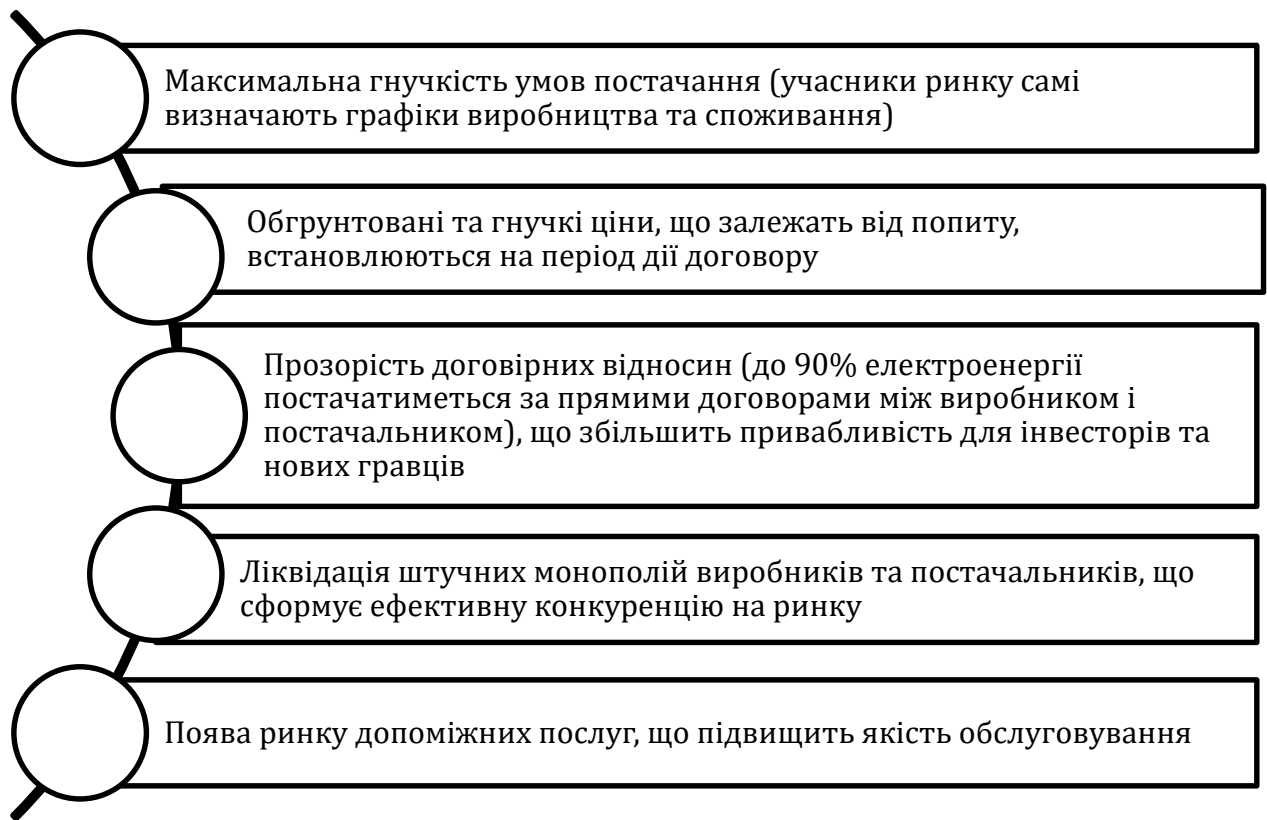 Максимальна гнучкість умов постачання (учасники ринку самі
визначають графіки виробництва та споживання)
Обгрунтовані та гнучкі ціни, що залежать від попиту,
встановлюються на період дії договору
Прозорість договірних відносин (до 90% електроенергії
постачатиметься за прямими договорами між виробником і
постачальником), що збільшить привабливість для інвесторів та
нових гравців
Ліквідація штучних монополій виробників та постачальників, що
сформує ефективну конкуренцію на ринку
Поява ринку допоміжних послуг, що підвищить якість обслуговування